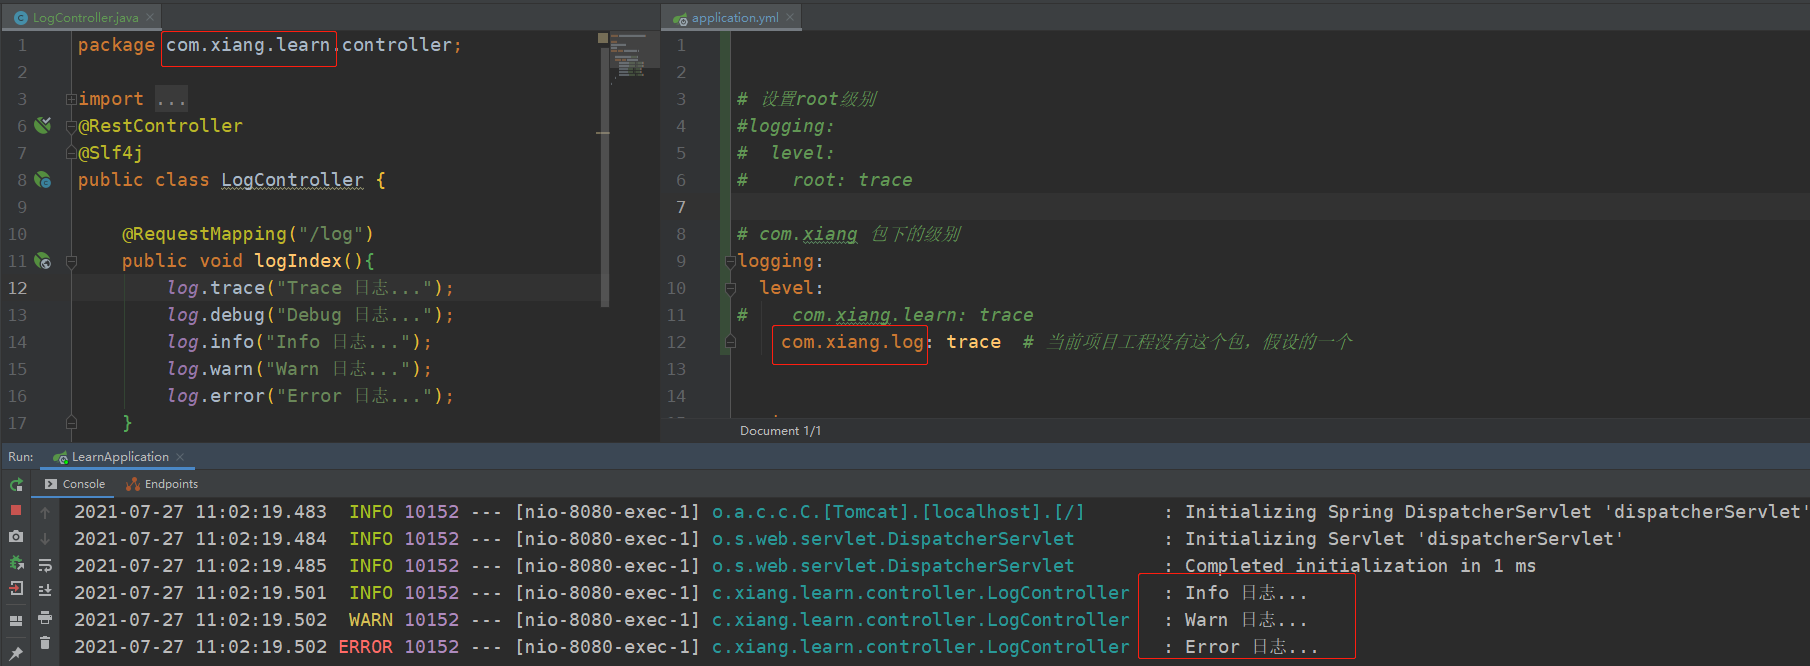 LogController.java
application.yml
1 package com.xiang.learn.controller;
2
3 import ...
6 @RestController
7 @Slf4j
8 public class LogController {
9
10 @RequestMapping("/log")
11 public void logIndex(){
12 log.trace("Trace 日志...");
13 log.debug("Debug 日志...");
14 log.info("Info 日志...");
15 log.warn("Warn 日志...");
16 log.error("Error 日志...");
17 }
1
2
3 # 设置root级别
4 #logging:
5 # level:
6 # root: trace
7
8 # com.xiang 包下的级别
9 logging:
10 level:
11 # com.xiang.learn: trace
12 com.xiang.log: trace # 当前项目工程没有这个包，假设的一个
13
14
Document 1/1
Run: LearnApplication
Console Endpoints
2021-07-27 11:02:19.483 INFO 10152 --- [nio-8080-exec-1] o.a.c.c.C.[Tomcat].[localhost].[/] : Initializing Spring DispatcherServlet 'dispatcherServlet'
2021-07-27 11:02:19.484 INFO 10152 --- [nio-8080-exec-1] o.s.web.servlet.DispatcherServlet : Initializing Servlet 'dispatcherServlet'
2021-07-27 11:02:19.485 INFO 10152 --- [nio-8080-exec-1] o.s.web.servlet.DispatcherServlet : Completed initialization in 1 ms
2021-07-27 11:02:19.501 INFO 10152 --- [nio-8080-exec-1] c.xiang.learn.controller.LogController : Info 日志...
2021-07-27 11:02:19.502 WARN 10152 --- [nio-8080-exec-1] c.xiang.learn.controller.LogController : Warn 日志...
2021-07-27 11:02:19.502 ERROR 10152 --- [nio-8080-exec-1] c.xiang.learn.controller.LogController : Error 日志...